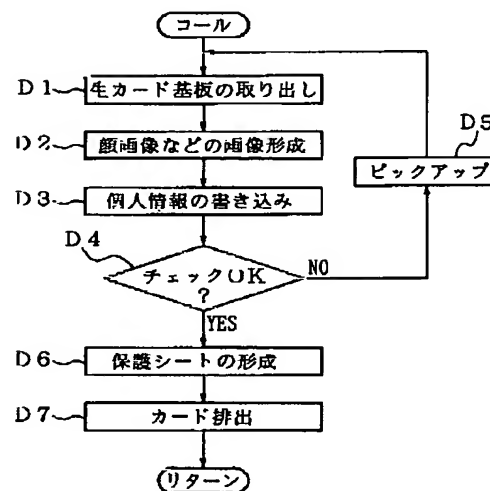 コール
D1 生カード基板の取り出し
D2 顔画像などの画像形成
D3 個人情報の書き込み
D4
チェックOK
?
NO
YES
D5
ピックアップ
D6 保護シートの形成
D7 カード排出
リターン